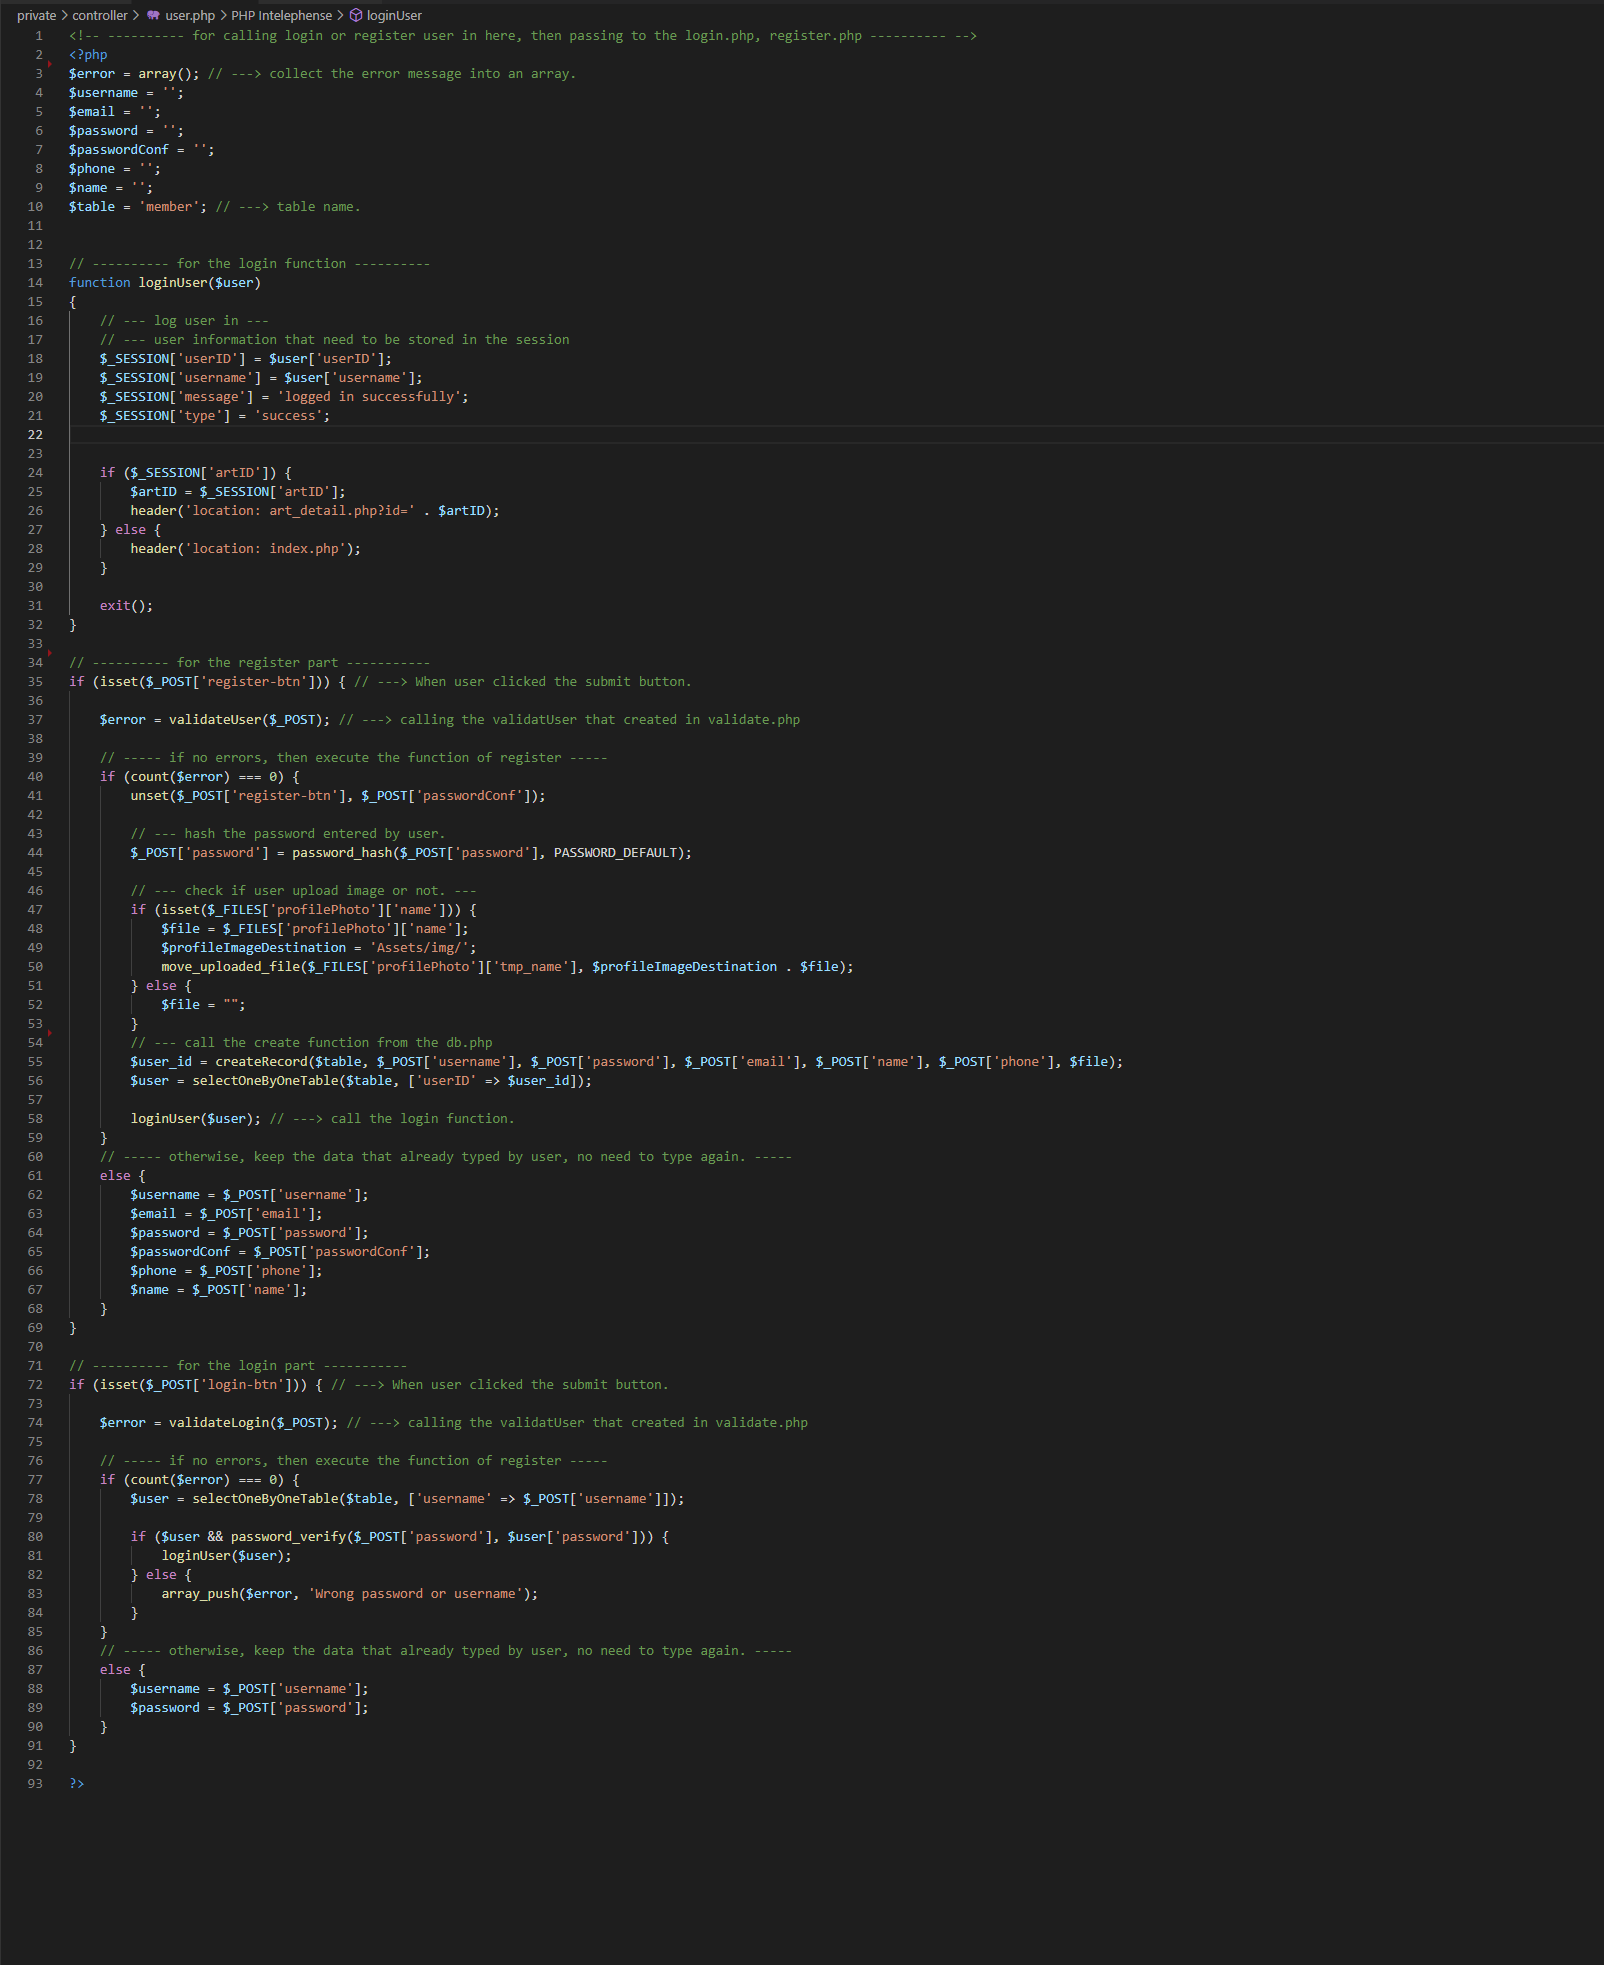 private > controller > user.php > PHP Intelephense > loginUser
1 <!-- ---------- for calling login or register user in here, then passing to the login.php, register.php ---------- -->
2 <?php
3 $error = array(); // ---> collect the error message into an array.
4 $username = '';
5 $email = '';
6 $password = '';
7 $passwordConf = '';
8 $phone = '';
9 $name = '';
10 $table = 'member'; // ---> table name.
11
12
13 // ---------- for the login function ----------
14 function loginUser($user)
15 {
16     // --- log user in ---
17     // --- user information that need to be stored in the session
18     $_SESSION['userID'] = $user['userID'];
19     $_SESSION['username'] = $user['username'];
20     $_SESSION['message'] = 'logged in successfully';
21     $_SESSION['type'] = 'success';
22
23
24     if ($_SESSION['artID']) {
25         $artID = $_SESSION['artID'];
26         header('location: art_detail.php?id=' . $artID);
27     } else {
28         header('location: index.php');
29     }
30
31     exit();
32 }
33
34 // ---------- for the register part -----------
35 if (isset($_POST['register-btn'])) { // ---> When user clicked the submit button.
36
37     $error = validateUser($_POST); // ---> calling the validatUser that created in validate.php
38
39     // ----- if no errors, then execute the function of register -----
40     if (count($error) === 0) {
41         unset($_POST['register-btn'], $_POST['passwordConf']);
42
43         // --- hash the password entered by user.
44         $_POST['password'] = password_hash($_POST['password'], PASSWORD_DEFAULT);
45
46         // --- check if user upload image or not. ---
47         if (isset($_FILES['profilePhoto']['name'])) {
48             $file = $_FILES['profilePhoto']['name'];
49             $profileImageDestination = 'Assets/img/';
50             move_uploaded_file($_FILES['profilePhoto']['tmp_name'], $profileImageDestination . $file);
51         } else {
52             $file = "";
53         }
54         // --- call the create function from the db.php
55         $user_id = createRecord($table, $_POST['username'], $_POST['password'], $_POST['email'], $_POST['name'], $_POST['phone'], $file);
56         $user = selectOneByOneTable($table, ['userID' => $user_id]);
57
58         loginUser($user); // ---> call the login function.
59     }
60     // ----- otherwise, keep the data that already typed by user, no need to type again. -----
61     else {
62         $username = $_POST['username'];
63         $email = $_POST['email'];
64         $password = $_POST['password'];
65         $passwordConf = $_POST['passwordConf'];
66         $phone = $_POST['phone'];
67         $name = $_POST['name'];
68     }
69 }
70
71 // ---------- for the login part -----------
72 if (isset($_POST['login-btn'])) { // ---> When user clicked the submit button.
73
74     $error = validateLogin($_POST); // ---> calling the validatUser that created in validate.php
75
76     // ----- if no errors, then execute the function of register -----
77     if (count($error) === 0) {
78         $user = selectOneByOneTable($table, ['username' => $_POST['username']]);
79
80         if ($user && password_verify($_POST['password'], $user['password'])) {
81             loginUser($user);
82         } else {
83             array_push($error, 'Wrong password or username');
84         }
85     }
86     // ----- otherwise, keep the data that already typed by user, no need to type again. -----
87     else {
88         $username = $_POST['username'];
89         $password = $_POST['password'];
90     }
91 }
92
93 ?>